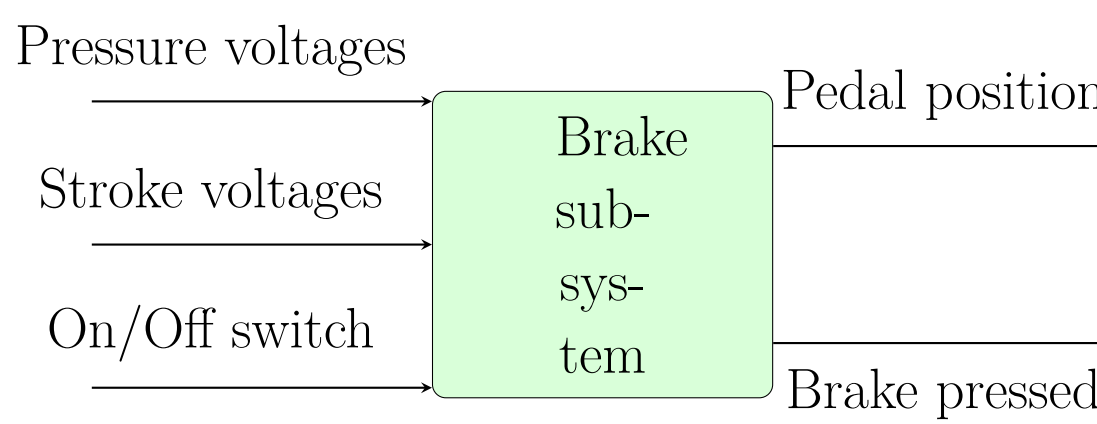 Pressure voltages
Stroke voltages
On/Off switch
Brake
sub-
sys-
tem
Pedal position
Brake pressed